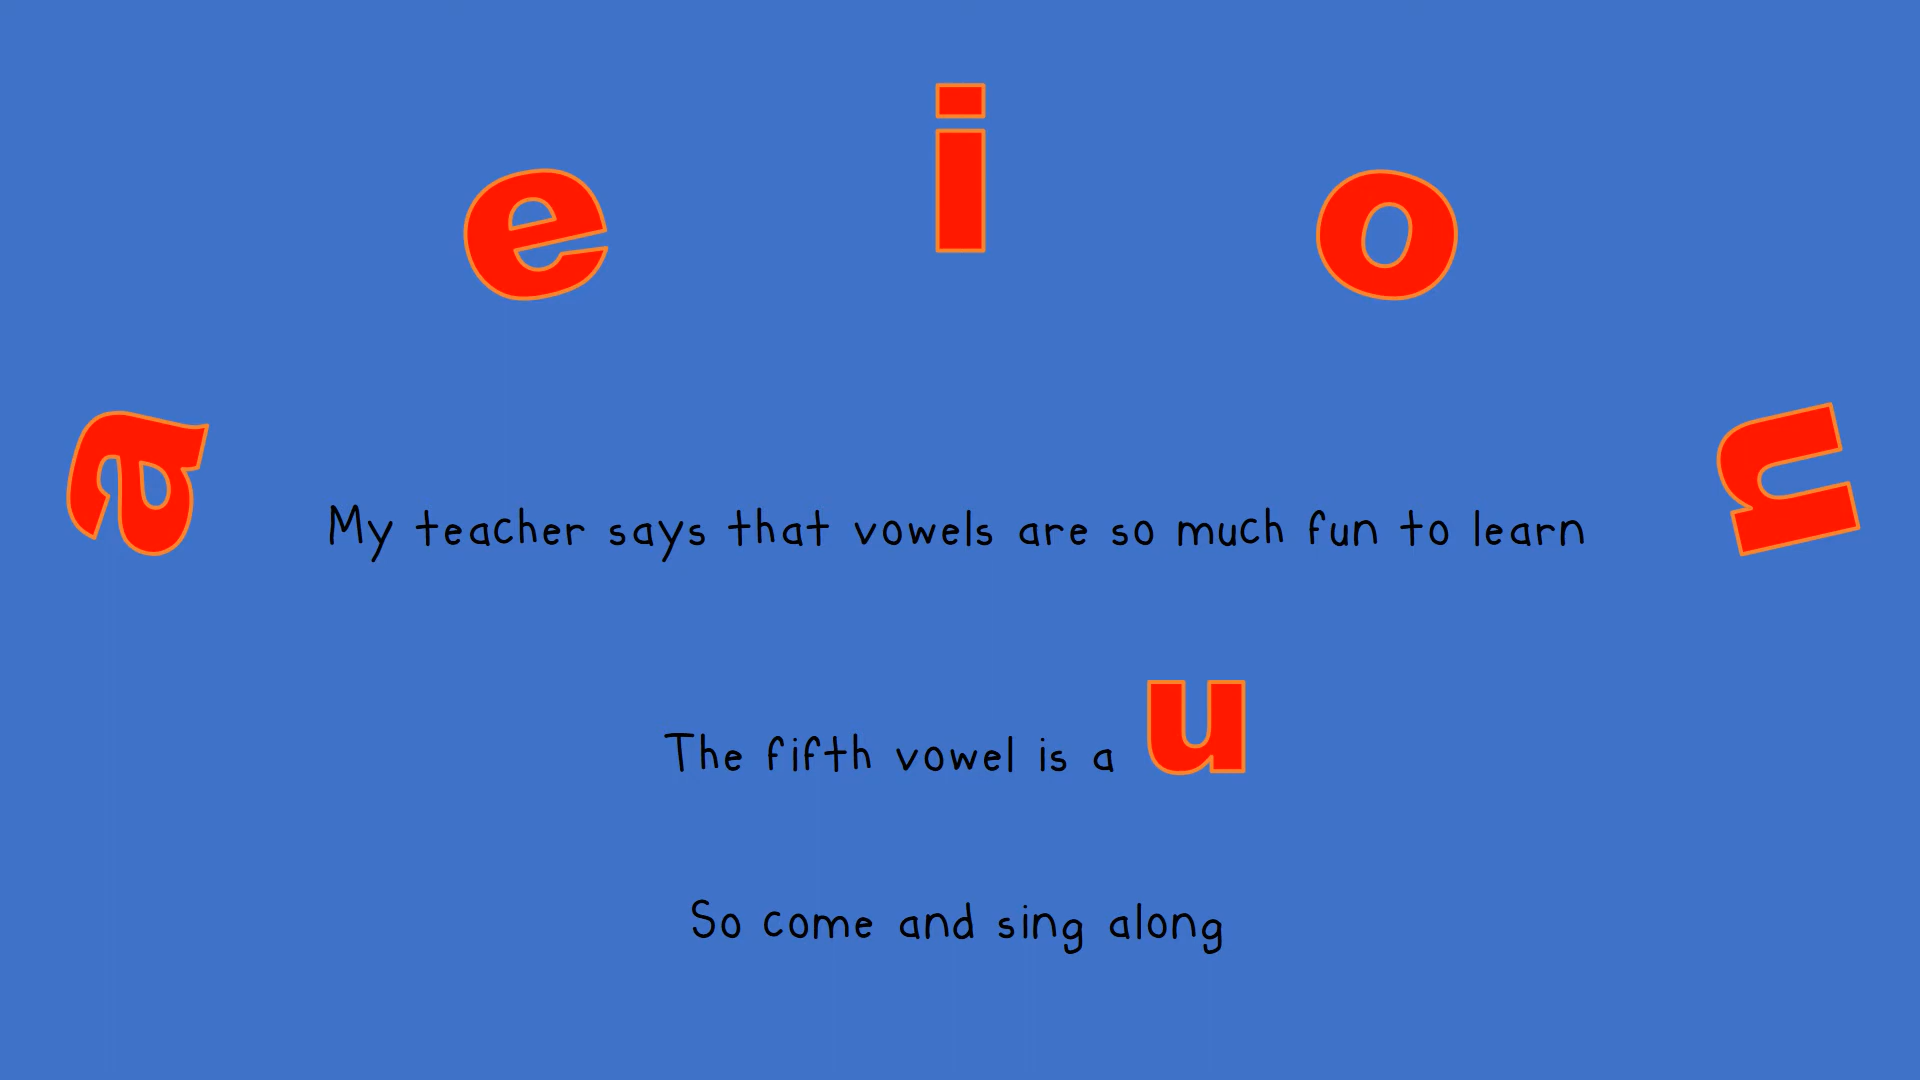 a e i o u
My teacher says that vowels are so much fun to learn
The fifth vowel is a u
So come and sing along